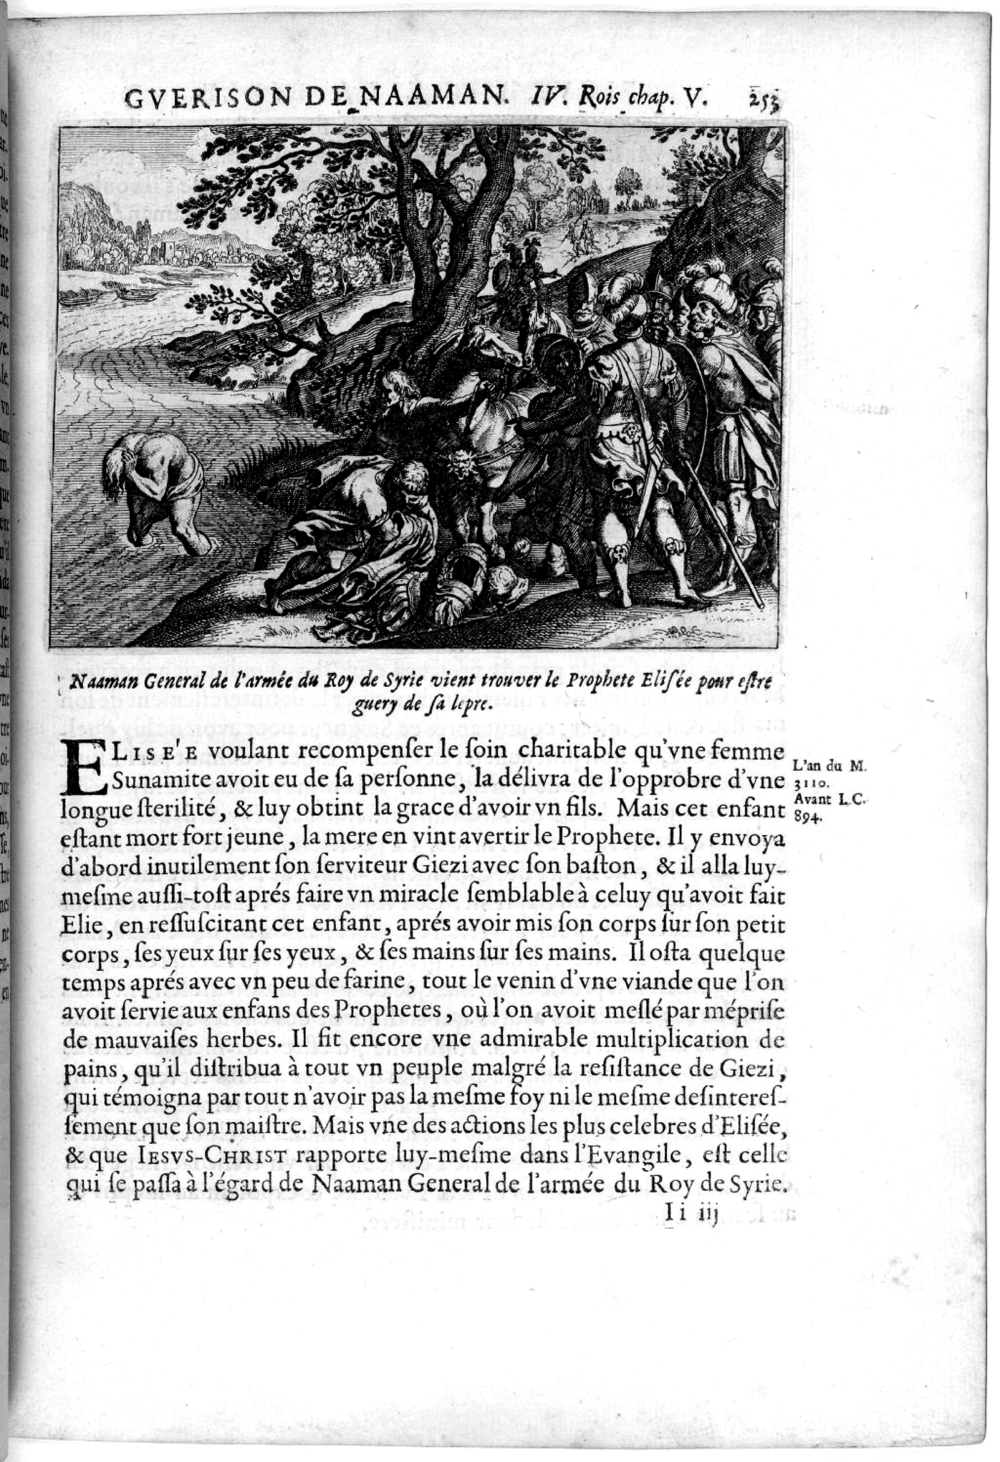 GVERISON DE NAAMAN. IV. Rois chap. V. 253
Naaman General de l'armée du Roy de Syrie vient trouver le Prophete Eliſée pour eſtre
guery de ſa lepre.
ELISE'E voulant recompenſer le ſoin charitable qu'vne femme
Sunamite avoit eu de ſa perſonne, la délivra de l'opprobre d'vne
longue ſterilité, & luy obtint la grace d'avoir vn fils. Mais cet enfant
eſtant mort fort jeune, la mere en vint avertir le Prophete. Il y envoya
d'abord inutilement ſon ſerviteur Giezi avec ſon baſton, & il alla luy-
meſme auſſi-toſt aprés faire vn miracle ſemblable à celuy qu'avoit fait
Elie, en reſſuſcitant cet enfant, aprés avoir mis ſon corps ſur ſon petit
corps, ſes yeux ſur ſes yeux, & ſes mains ſur ſes mains. Il oſta quelque
temps aprés avec vn peu de farine, tout le venin d'vne viande que l'on
avoit ſervie aux enfans des Prophetes, où l'on avoit meſlé par mépriſe
de mauvaiſes herbes. Il fit encore vne admirable multiplication de
pains, qu'il diſtribua à tout vn peuple malgré la reſiſtance de Giezi,
qui témoigna par tout n'avoir pas la meſme foy ni le meſme deſintereſ-
ſement que ſon maiſtre. Mais vne des actions les plus celebres d'Eliſée,
& que IESVS-CHRIST rapporte luy-meſme dans l'Evangile, eſt celle
qui ſe paſſa à l'égard de Naaman General de l'armée du Roy de Syrie.
L'an du M.
3110.
Avant I.C.
894.
Ii iij